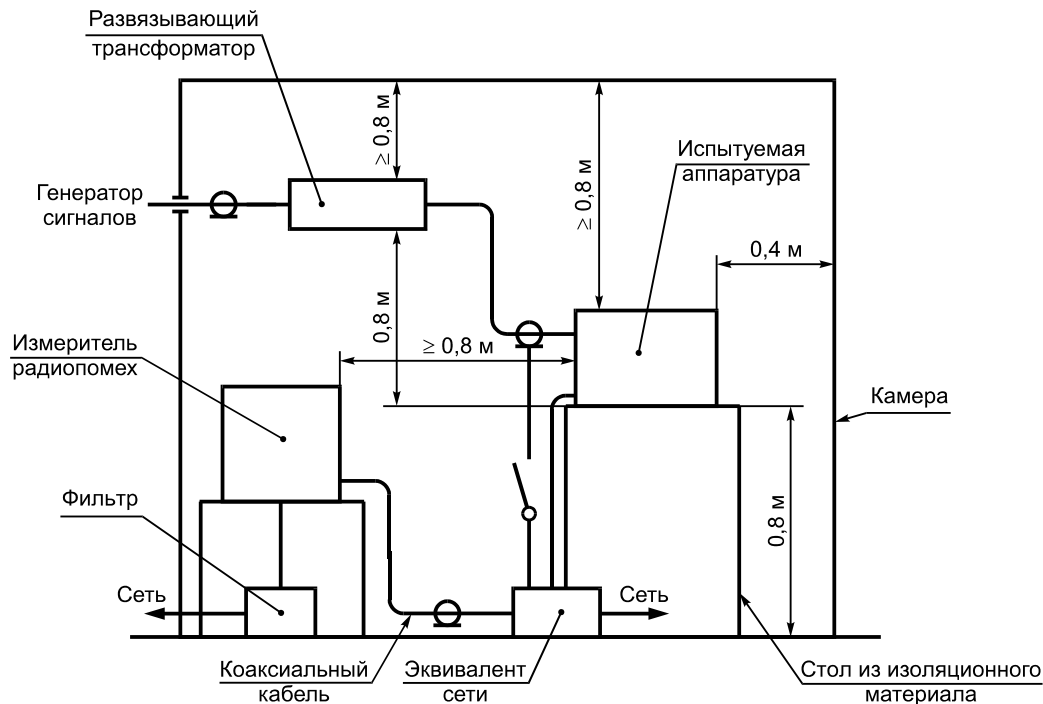 Развязывающий
трансформатор
≥ 0,8 м
≥ 0,8 м
Испытуемая
аппаратура
Генератор
сигналов
0,4 м
0,8 м
Измеритель
радиопомех
≥ 0,8 м
Камера
Фильтр
0,8 м
Сеть
Сеть
Коаксиальный
кабель
Эквивалент
сети
Стол из изоляционного
материала